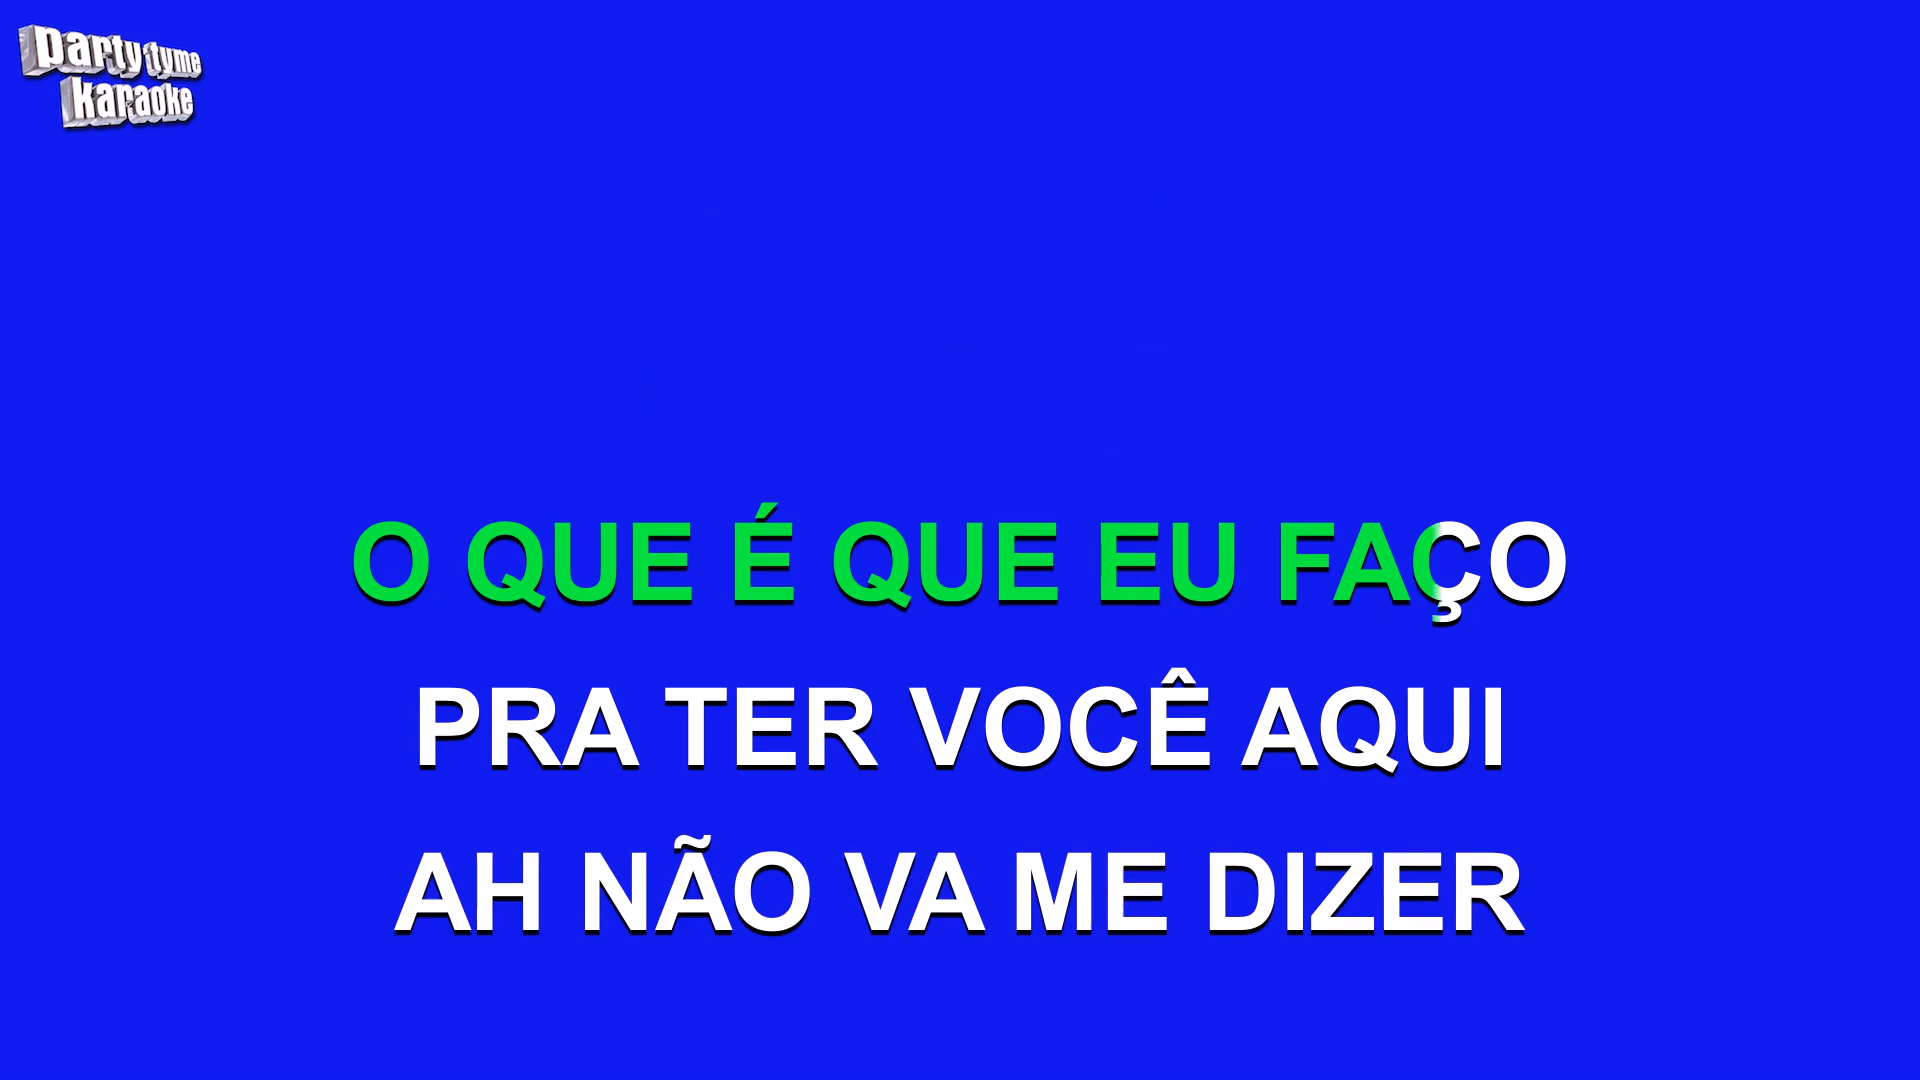 party tyme
karaoke
O QUE É QUE EU FAÇO
PRA TER VOCÊ AQUI
AH NÃO VA ME DIZER